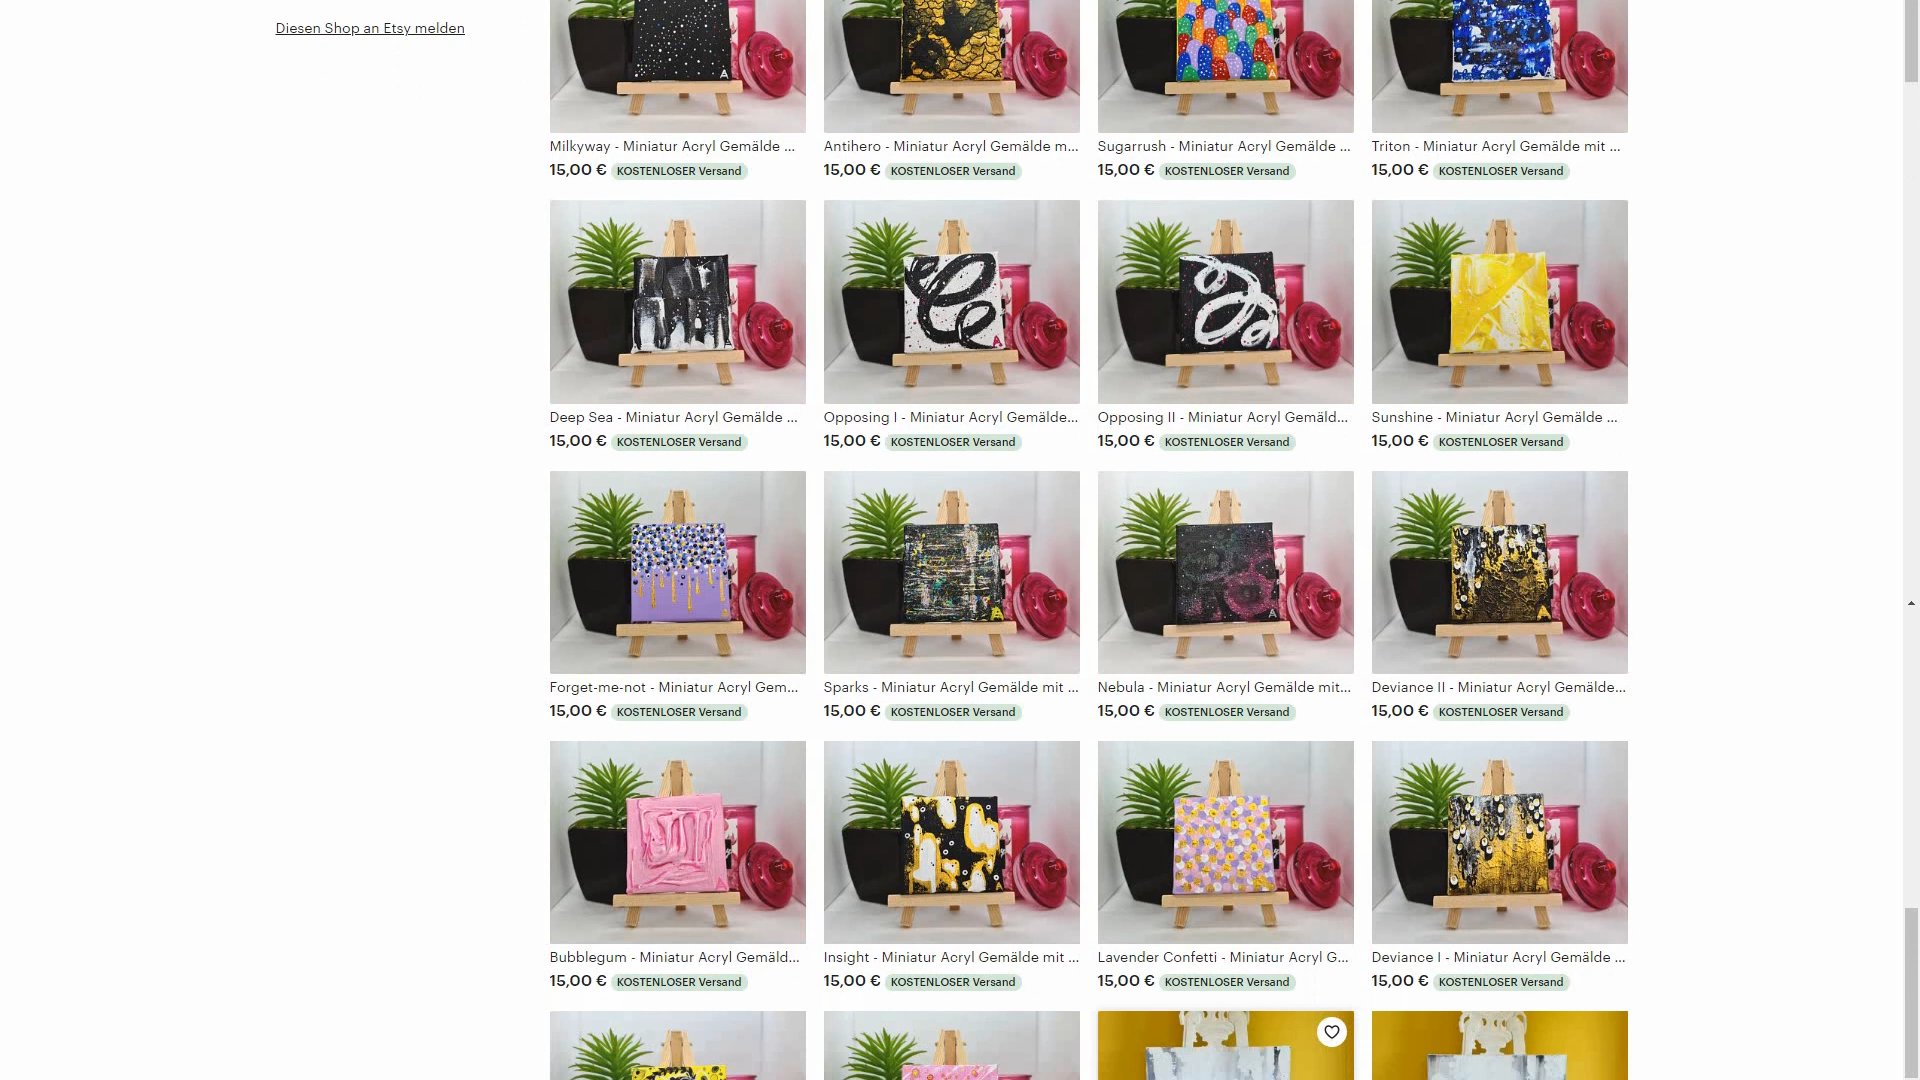 Diesen Shop an Etsy melden
Milkyway - Miniatur Acryl Gemälde ...
15,00 € KOSTENLOSER Versand
Antihero - Miniatur Acryl Gemälde m...
15,00 € KOSTENLOSER Versand
Sugarrush - Miniatur Acryl Gemälde ...
15,00 € KOSTENLOSER Versand
Triton - Miniatur Acryl Gemälde mit ...
15,00 € KOSTENLOSER Versand
Deep Sea - Miniatur Acryl Gemälde ...
15,00 € KOSTENLOSER Versand
Opposing I - Miniatur Acryl Gemälde...
15,00 € KOSTENLOSER Versand
Opposing II - Miniatur Acryl Gemäld...
15,00 € KOSTENLOSER Versand
Sunshine - Miniatur Acryl Gemälde ...
15,00 € KOSTENLOSER Versand
Forget-me-not - Miniatur Acryl Gem...
15,00 € KOSTENLOSER Versand
Sparks - Miniatur Acryl Gemälde mit ...
15,00 € KOSTENLOSER Versand
Nebula - Miniatur Acryl Gemälde mit...
15,00 € KOSTENLOSER Versand
Deviance II - Miniatur Acryl Gemälde...
15,00 € KOSTENLOSER Versand
Bubblegum - Miniatur Acryl Gemäld...
15,00 € KOSTENLOSER Versand
Insight - Miniatur Acryl Gemälde mit ...
15,00 € KOSTENLOSER Versand
Lavender Confetti - Miniatur Acryl G...
15,00 € KOSTENLOSER Versand
Deviance I - Miniatur Acryl Gemälde ...
15,00 € KOSTENLOSER Versand